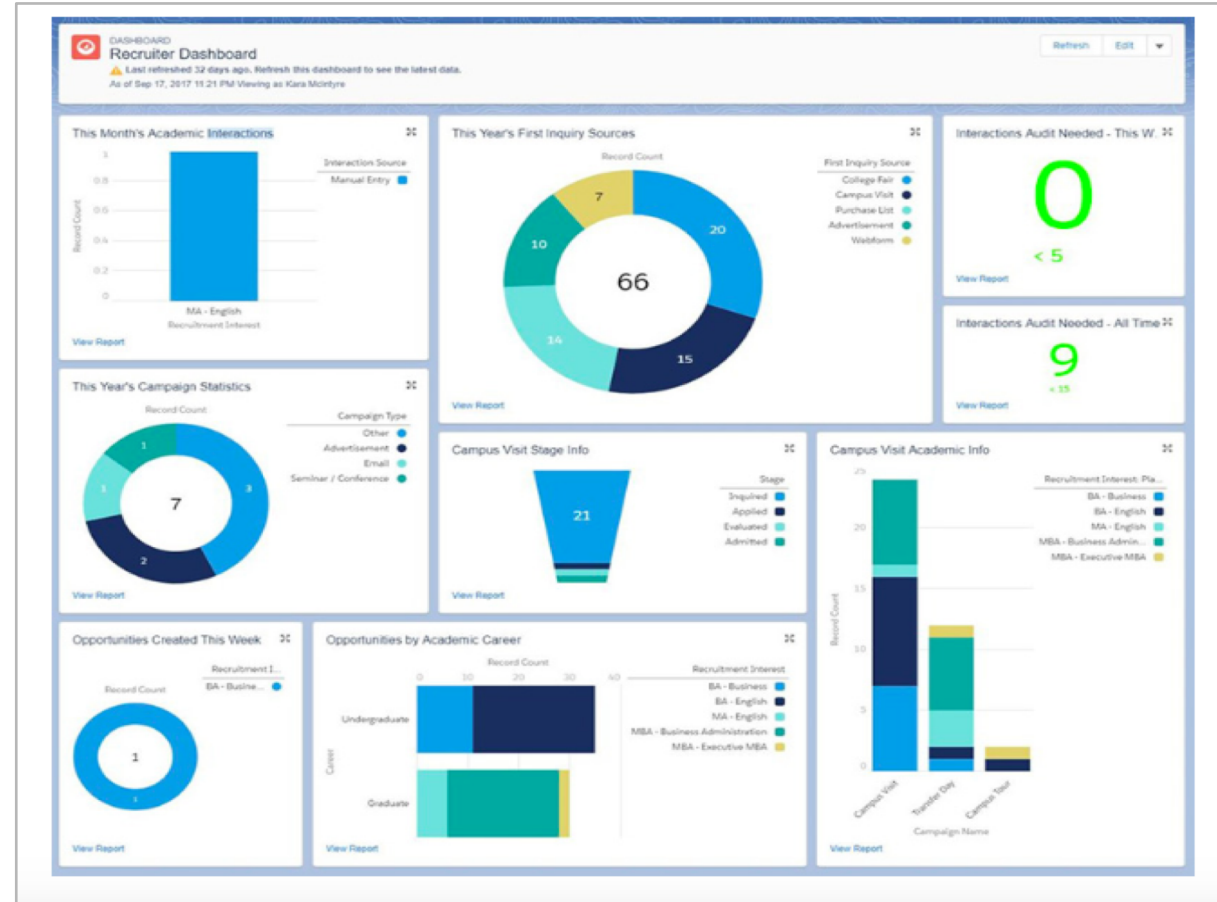 DASHBOARD
Recruiter Dashboard
Last refreshed 32 days ago. Refresh this dashboard to see the latest data.
As of Sep 17, 2017 11:21 PM Viewing as Kara McIntyre
Refresh
Edit
This Month's Academic Interactions
Record Count
1
0.8
0.6
0.4
0.2
0
MA - English
Recruitment Interest
Interaction Source
Manual Entry
View Report
This Year's First Inquiry Sources
Record Count
7
20
10
66
14
15
First Inquiry Source
College Fair
Campus Visit
Purchase List
Advertisement
Webform
View Report
Interactions Audit Needed - This W.
0
< 5
View Report
Interactions Audit Needed - All Time
9
< 15
View Report
This Year's Campaign Statistics
Record Count
1
3
1
7
2
Campaign Type
Other
Advertisement
Email
Seminar / Conference
View Report
Campus Visit Stage Info
21
Stage
Inquired
Applied
Evaluated
Admitted
View Report
Campus Visit Academic Info
Record Count
25
20
15
10
5
0
Campus Visit
Transfer Day
Campus Tour
Campaign Name
Recruitment Interest: Pla...
BA - Business
BA - English
MA - English
MBA - Business Admin...
MBA - Executive MBA
View Report
Opportunities Created This Week
Record Count
1
1
Recruitment I...
BA - Busine...
View Report
Opportunities by Academic Career
Record Count
0
10
20
30
40
Career
Undergraduate
Graduate
Recruitment Interest
BA - Business
BA - English
MA - English
MBA - Business Administration
MBA - Executive MBA
View Report